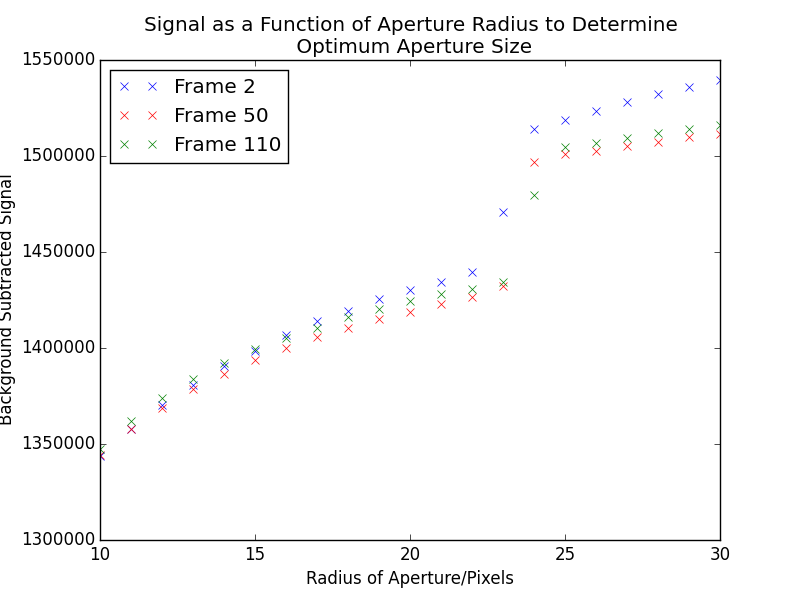 Signal as a Function of Aperture Radius to Determine
Optimum Aperture Size
Frame 2
Frame 50
Frame 110
Background Subtracted Signal
1550000
1500000
1450000
1400000
1350000
1300000
10 15 20 25 30
Radius of Aperture/Pixels